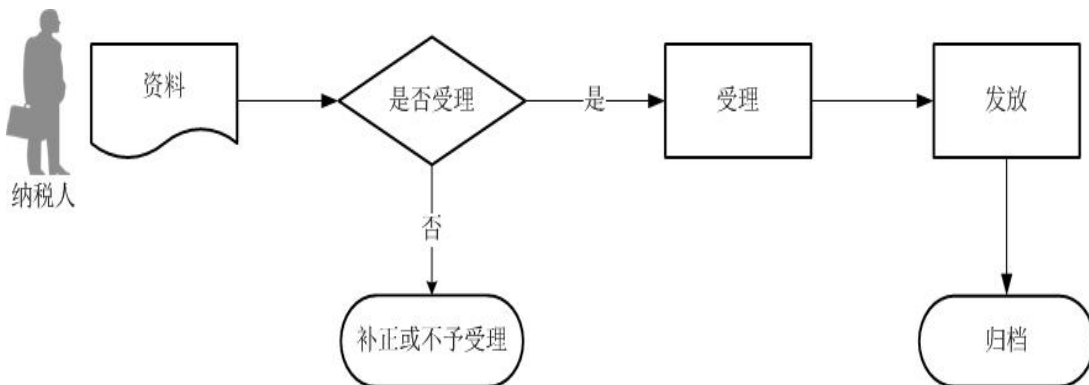 纳税人
资料
是否受理
是
受理
发放
否
补正或不予受理
归档